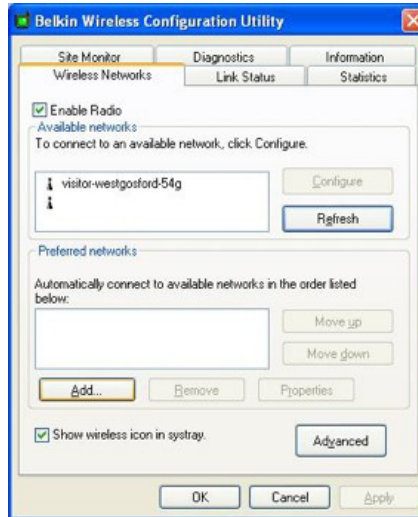 Belkin Wireless Configuration Utility
Site Monitor Diagnostics Information
Wireless Networks Link Status Statistics
Enable Radio
Available networks
To connect to an available network, click Configure.
visitor-westgosford-54g
Configure
Refresh
Preferred networks
Automatically connect to available networks in the order listed
below:
Move up
Move down
Add... Remove Properties
Show wireless icon in systray.
Advanced
OK Cancel Apply